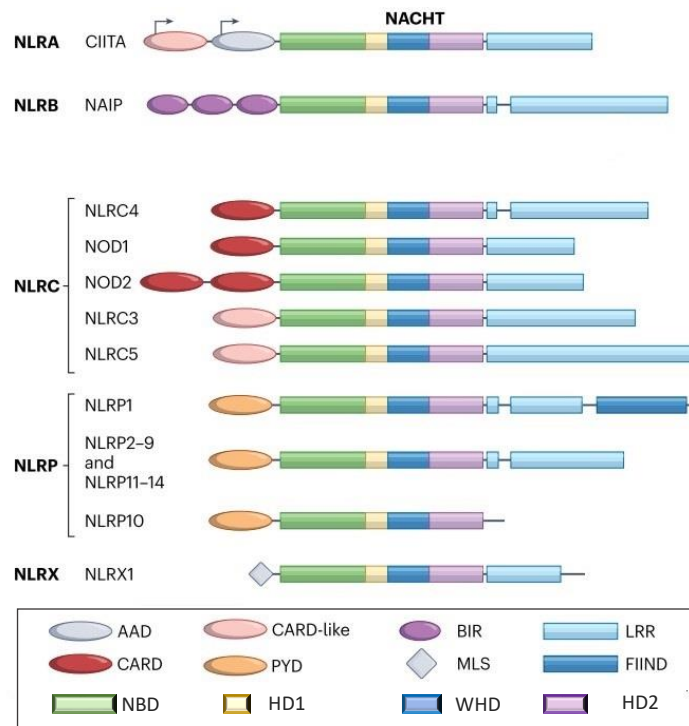 NACHT
NLRA CIITA
NLRB NAIP
NLRC4
NOD1
NLRC NOD2
NLRC3
NLRC5
NLRP1
NLRP2–9
NLRP and
NLRP11–14
NLRP10
NLRX NLRX1
AAD CARD-like BIR LRR
CARD PYD MLS FIIND
NBD HD1 WHD HD2